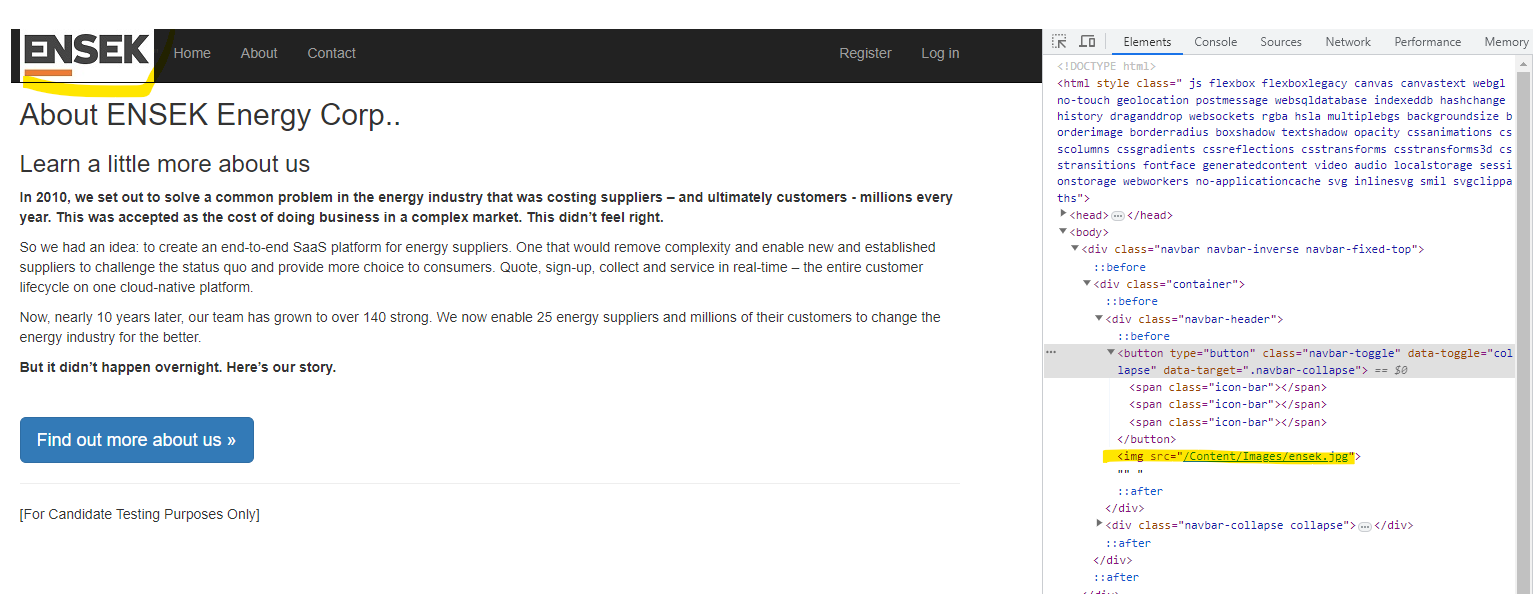 ENSEK
Home About Contact Register Log in
About ENSEK Energy Corp..
Learn a little more about us
In 2010, we set out to solve a common problem in the energy industry that was costing suppliers – and ultimately customers - millions every
year. This was accepted as the cost of doing business in a complex market. This didn’t feel right.
So we had an idea: to create an end-to-end SaaS platform for energy suppliers. One that would remove complexity and enable new and established
suppliers to challenge the status quo and provide more choice to consumers. Quote, sign-up, collect and service in real-time – the entire customer
lifecycle on one cloud-native platform.
Now, nearly 10 years later, our team has grown to over 140 strong. We now enable 25 energy suppliers and millions of their customers to change the
energy industry for the better.
But it didn’t happen overnight. Here’s our story.
Find out more about us »
[For Candidate Testing Purposes Only]
Elements Console Sources Network Performance Memory
<!DOCTYPE html>
<html style class=" js flexbox flexboxlegacy canvas canvastext webgl
no-touch geolocation postmessage websqldatabase indexeddb hashchange
history draganddrop websockets rgba hsla multiplebgs backgroundsize b
orderimage borderradius boxshadow textshadow opacity cssanimations cs
scolumns cssgradients cssreflections csstransforms csstransforms3d cs
stransitions fontface generatedcontent video audio localstorage sessi
onstorage webworkers no-applicationcache svg inlinesvg smil svgclippa
ths">
<head> … </head>
<body>
<div class="navbar navbar-inverse navbar-fixed-top">
::before
<div class="container">
::before
<div class="navbar-header">
::before
… <button type="button" class="navbar-toggle" data-toggle="col
lapse" data-target=".navbar-collapse"> == $0
<span class="icon-bar"></span>
<span class="icon-bar"></span>
<span class="icon-bar"></span>
</button>
<img src="/Content/Images/ensek.jpg">
"" "
::after
</div>
<div class="navbar-collapse collapse"> … </div>
::after
</div>
::after
</div>